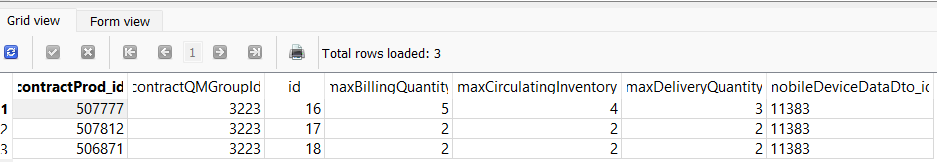 Grid view Form view
1 Total rows loaded: 3
contractProd_id contractQMGroupId id maxBillingQuantity maxCirculatingInventory maxDeliveryQuantity nobileDeviceDataDto_id
1 507777 3223 16 5 4 3 11383
2 507812 3223 17 2 2 2 11383
3 506871 3223 18 2 2 2 11383